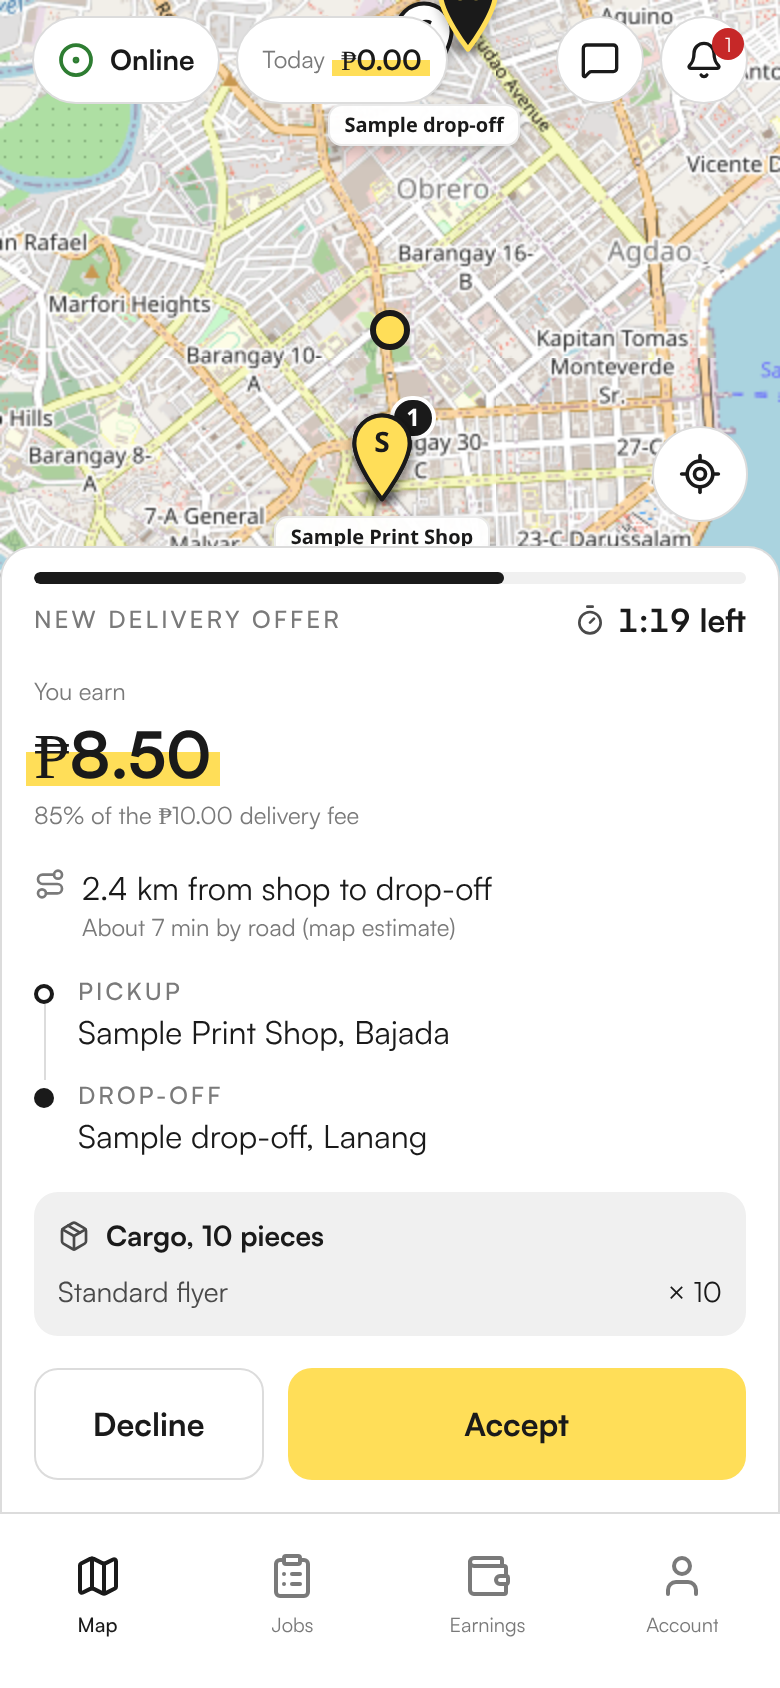 Online
Today ₱0.00
1
Aquino
Sample drop-off
Obrero
Vicente D
Agdao
an Rafael
Barangay 16-
B
Marfori Heights
Kapitan Tomas
Monteverde
Sr.
Barangay 10-
A
Hills
1
S
gay 30-
C
27-C
Barangay 8-
A
7-A General
Sample Print Shop
23-C Darussalam
NEW DELIVERY OFFER
1:19 left
You earn
₱8.50
85% of the ₱10.00 delivery fee
2.4 km from shop to drop-off
About 7 min by road (map estimate)
PICKUP
Sample Print Shop, Bajada
DROP-OFF
Sample drop-off, Lanang
Cargo, 10 pieces
Standard flyer × 10
Decline
Accept
Map
Jobs
Earnings
Account